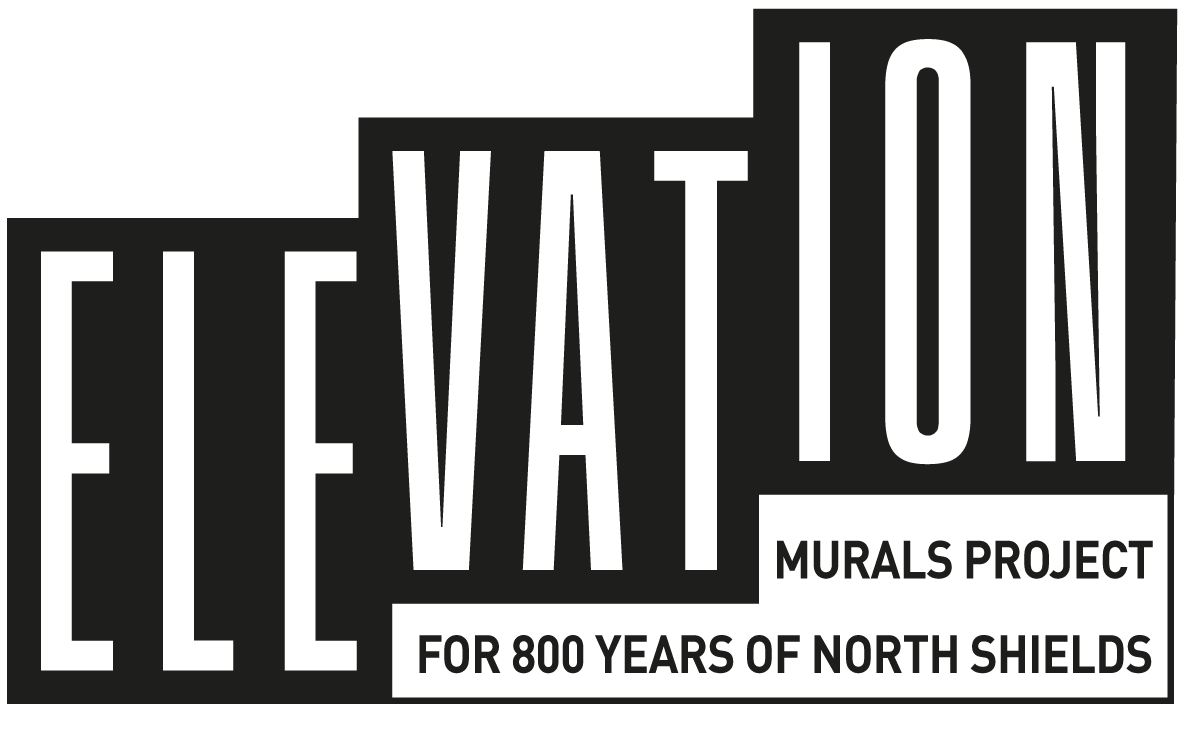 ELEVATION
MURALS PROJECT
FOR 800 YEARS OF NORTH SHIELDS